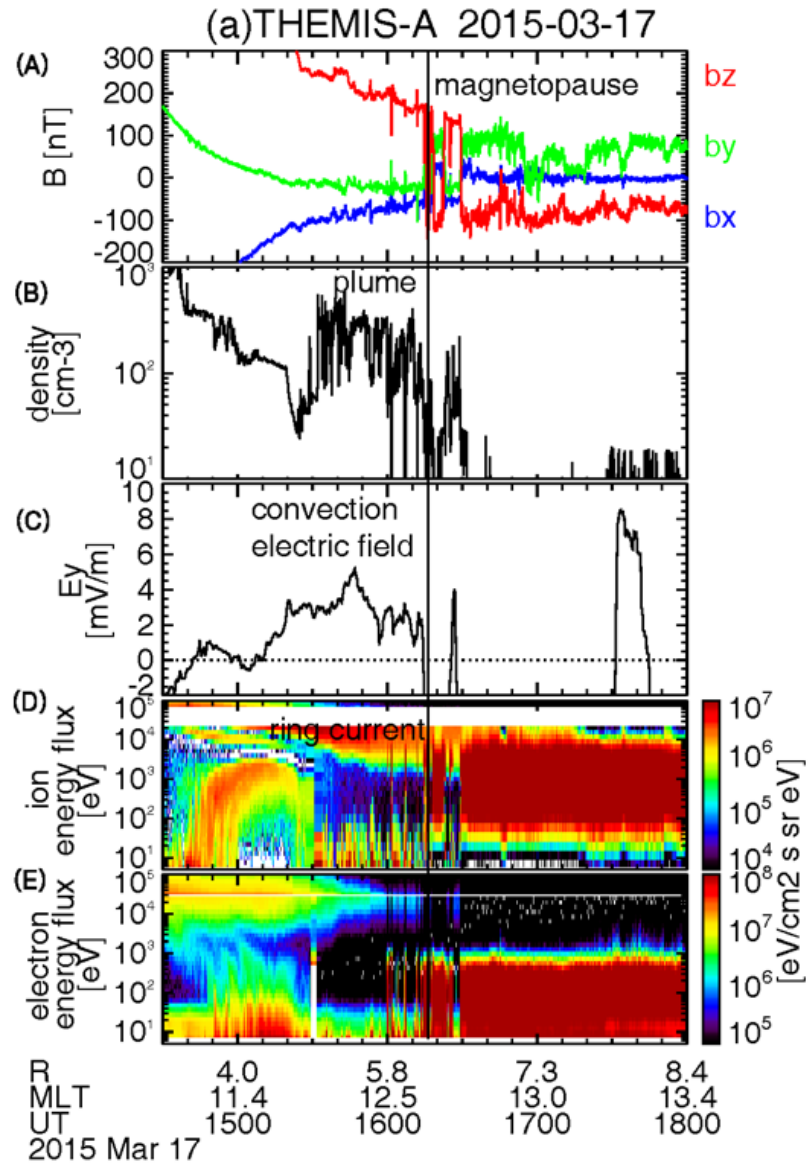 (a)THEMIS-A 2015-03-17
(A)
300
200
100
0
-100
-200
B [nT]
magnetopause
bz
by
bx
(B)
10³
10²
10¹
density
[cm-3]
plume
(C)
10
8
6
4
2
0
-2
Ey
[mV/m]
convection
electric field
(D)
10⁵
10⁴
10³
10²
10¹
ion
energy flux
[eV]
ring current
10⁷
10⁶
10⁵
10⁴
(E)
10⁵
10⁴
10³
10²
10¹
electron
energy flux
[eV]
10⁸
10⁷
10⁶
10⁵
[eV/cm2 s sr eV]
R 4.0 5.8 7.3 8.4
MLT 11.4 12.5 13.0 13.4
UT 1500 1600 1700 1800
2015 Mar 17